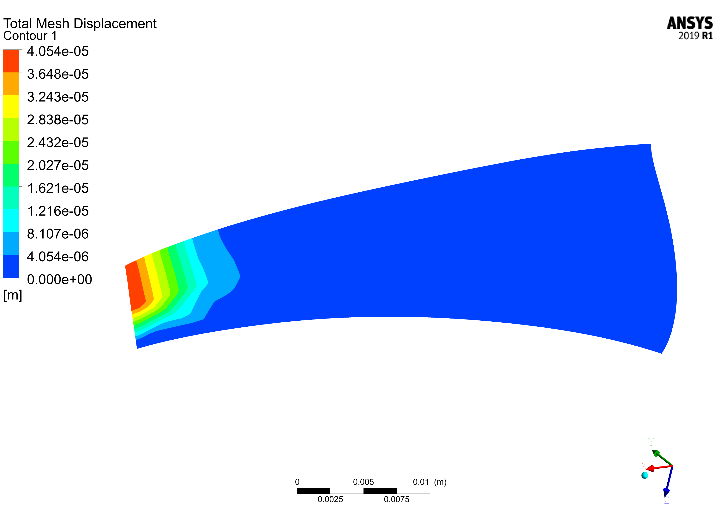 Total Mesh Displacement
Contour 1
4.054e-05
3.648e-05
3.243e-05
2.838e-05
2.432e-05
2.027e-05
1.621e-05
1.216e-05
8.107e-06
4.054e-06
0.000e+00
[m]
ANSYS
2019 R1
0 0.005 0.01 (m)
0.0025 0.0075